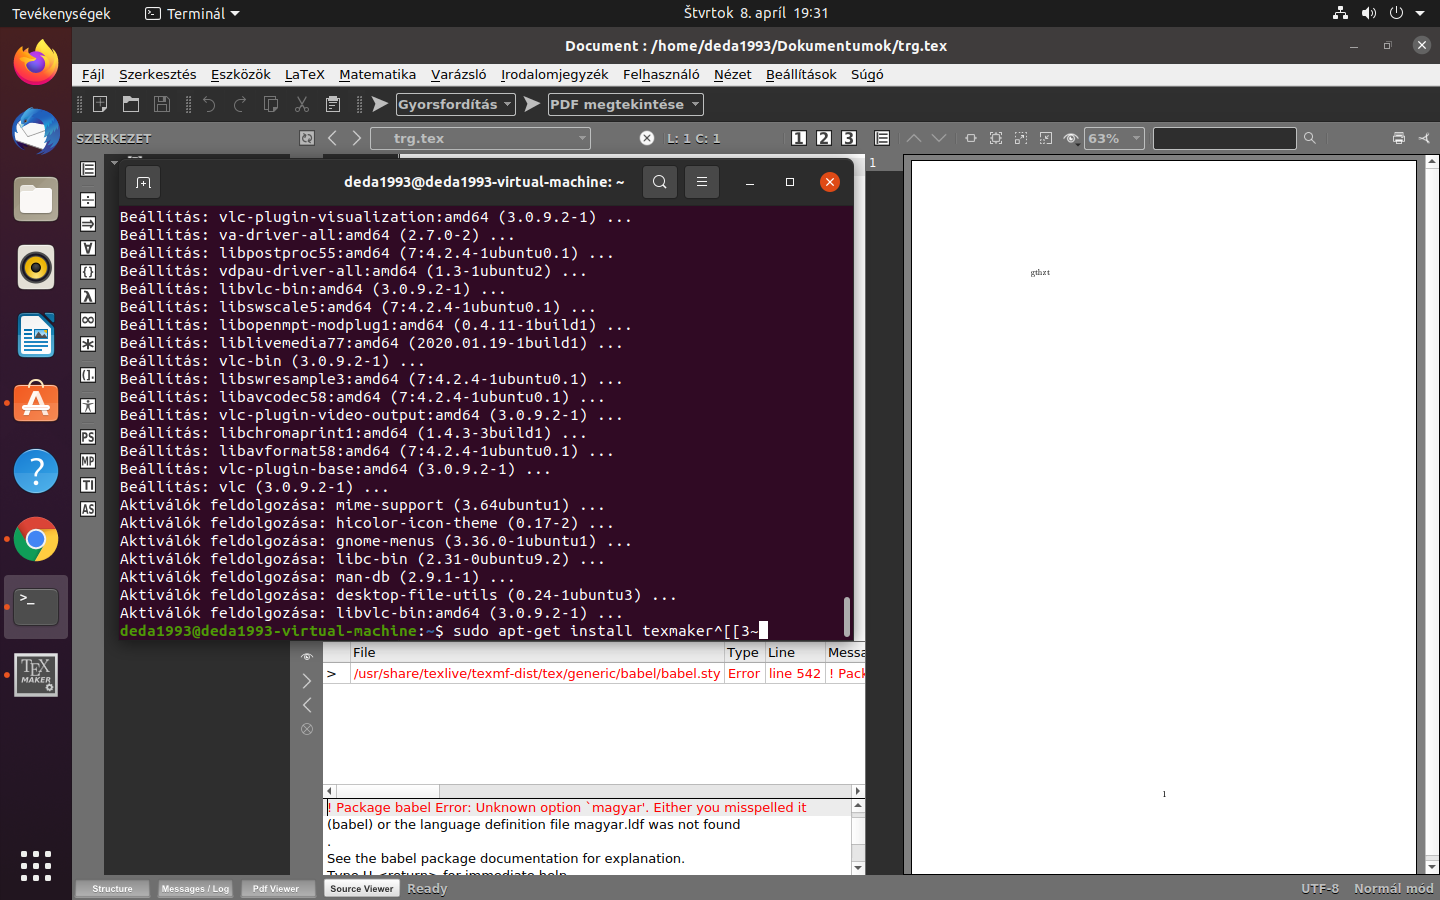 Tevékenységek
Terminál
Štvrtok 8. apríl 19:31
Document : /home/deda1993/Dokumentumok/trg.tex
Fájl Szerkesztés Eszközök LaTeX Matematika Varázsló Irodalomjegyzék Felhasználó Nézet Beállítások Súgó
Gyorsfordítás
PDF megtekintése
SZERKEZET
trg.tex
L: 1 C: 1
1 2 3
63%
1
deda1993@deda1993-virtual-machine: ~
Beállítás: vlc-plugin-visualization:amd64 (3.0.9.2-1) ...
Beállítás: va-driver-all:amd64 (2.7.0-2) ...
Beállítás: libpostproc55:amd64 (7:4.2.4-1ubuntu0.1) ...
Beállítás: vdpau-driver-all:amd64 (1.3-1ubuntu2) ...
Beállítás: libvlc-bin:amd64 (3.0.9.2-1) ...
Beállítás: libswscale5:amd64 (7:4.2.4-1ubuntu0.1) ...
Beállítás: libopenmpt-modplug1:amd64 (0.4.11-1build1) ...
Beállítás: liblivemedia77:amd64 (2020.01.19-1build1) ...
Beállítás: vlc-bin (3.0.9.2-1) ...
Beállítás: libswresample3:amd64 (7:4.2.4-1ubuntu0.1) ...
Beállítás: libavcodec58:amd64 (7:4.2.4-1ubuntu0.1) ...
Beállítás: vlc-plugin-video-output:amd64 (3.0.9.2-1) ...
Beállítás: libchromaprint1:amd64 (1.4.3-3build1) ...
Beállítás: libavformat58:amd64 (7:4.2.4-1ubuntu0.1) ...
Beállítás: vlc-plugin-base:amd64 (3.0.9.2-1) ...
Beállítás: vlc (3.0.9.2-1) ...
Aktiválók feldolgozása: mime-support (3.64ubuntu1) ...
Aktiválók feldolgozása: hicolor-icon-theme (0.17-2) ...
Aktiválók feldolgozása: gnome-menus (3.36.0-1ubuntu1) ...
Aktiválók feldolgozása: libc-bin (2.31-0ubuntu9.2) ...
Aktiválók feldolgozása: man-db (2.9.1-1) ...
Aktiválók feldolgozása: desktop-file-utils (0.24-1ubuntu3) ...
Aktiválók feldolgozása: libvlc-bin:amd64 (3.0.9.2-1) ...
deda1993@deda1993-virtual-machine:~$ sudo apt-get install texmaker^[[3~
PS
MP
TI
AS
TEX
MAKER
File Type Line Messa
> /usr/share/texlive/texmf-dist/tex/generic/babel/babel.sty Error line 542 ! Pack
! Package babel Error: Unknown option `magyar'. Either you misspelled it
(babel) or the language definition file magyar.ldf was not found
.
See the babel package documentation for explanation.
Type H <return> for immediate help
gthzt
1
Structure
Messages / Log
Pdf Viewer
Source Viewer
Ready
UTF-8
Normál mód